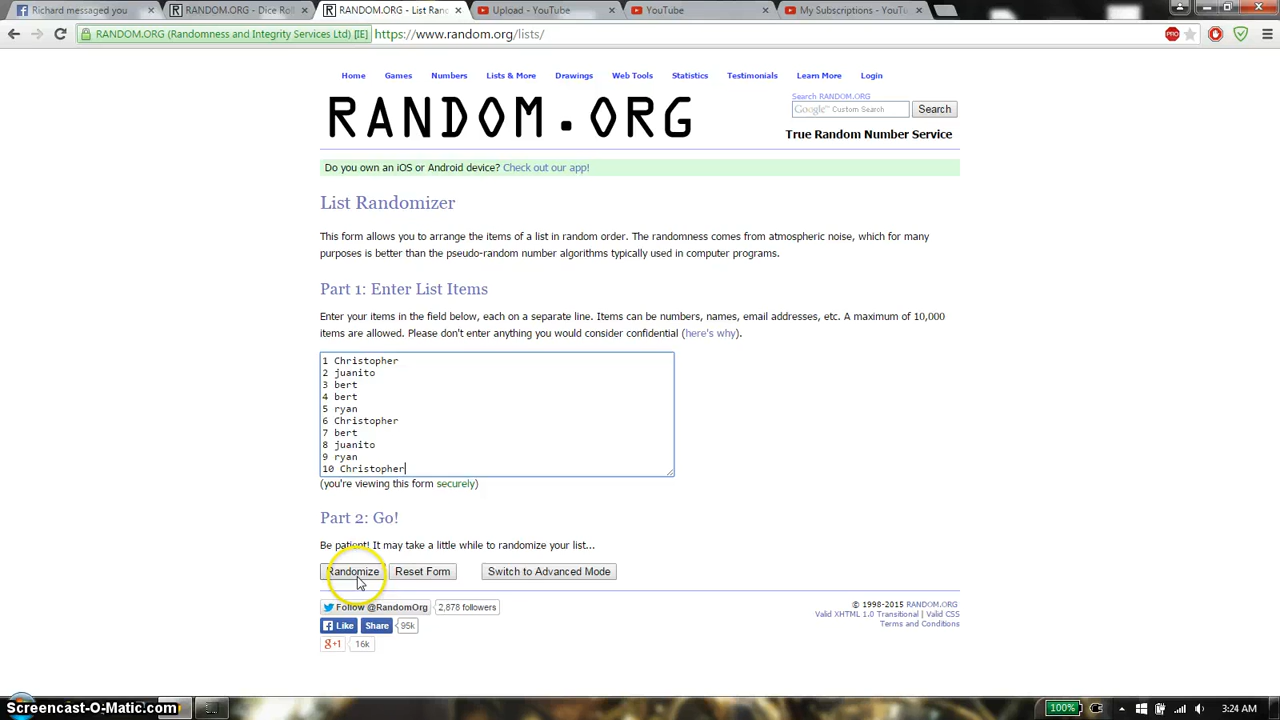 Richard messaged you
RANDOM.ORG - Dice Rol
RANDOM.ORG - List Ran
Upload - YouTube
YouTube
My Subscriptions - YouTu
RANDOM.ORG (Randomness and Integrity Services Ltd) [IE]
https://www.random.org/lists/
PRO
Home Games Numbers Lists & More Drawings Web Tools Statistics Testimonials Learn More Login
RANDOM.ORG
Search RANDOM.ORG
Google™ Custom Search
Search
True Random Number Service
Do you own an iOS or Android device? Check out our app!
List Randomizer
This form allows you to arrange the items of a list in random order. The randomness comes from atmospheric noise, which for many
purposes is better than the pseudo-random number algorithms typically used in computer programs.
Part 1: Enter List Items
Enter your items in the field below, each on a separate line. Items can be numbers, names, email addresses, etc. A maximum of 10,000
items are allowed. Please don't enter anything you would consider confidential (here's why).
1 Christopher
2 juanito
3 bert
4 bert
5 ryan
6 Christopher
7 bert
8 juanito
9 ryan
10 Christopher
(you're viewing this form securely)
Part 2: Go!
Be patient! It may take a little while to randomize your list...
Randomize
Reset Form
Switch to Advanced Mode
Follow @RandomOrg
2,878 followers
Like
Share
95k
g+1
16k
© 1998-2015 RANDOM.ORG
Valid XHTML 1.0 Transitional | Valid CSS
Terms and Conditions
Screencast-O-Matic.com
100%
3:24 AM